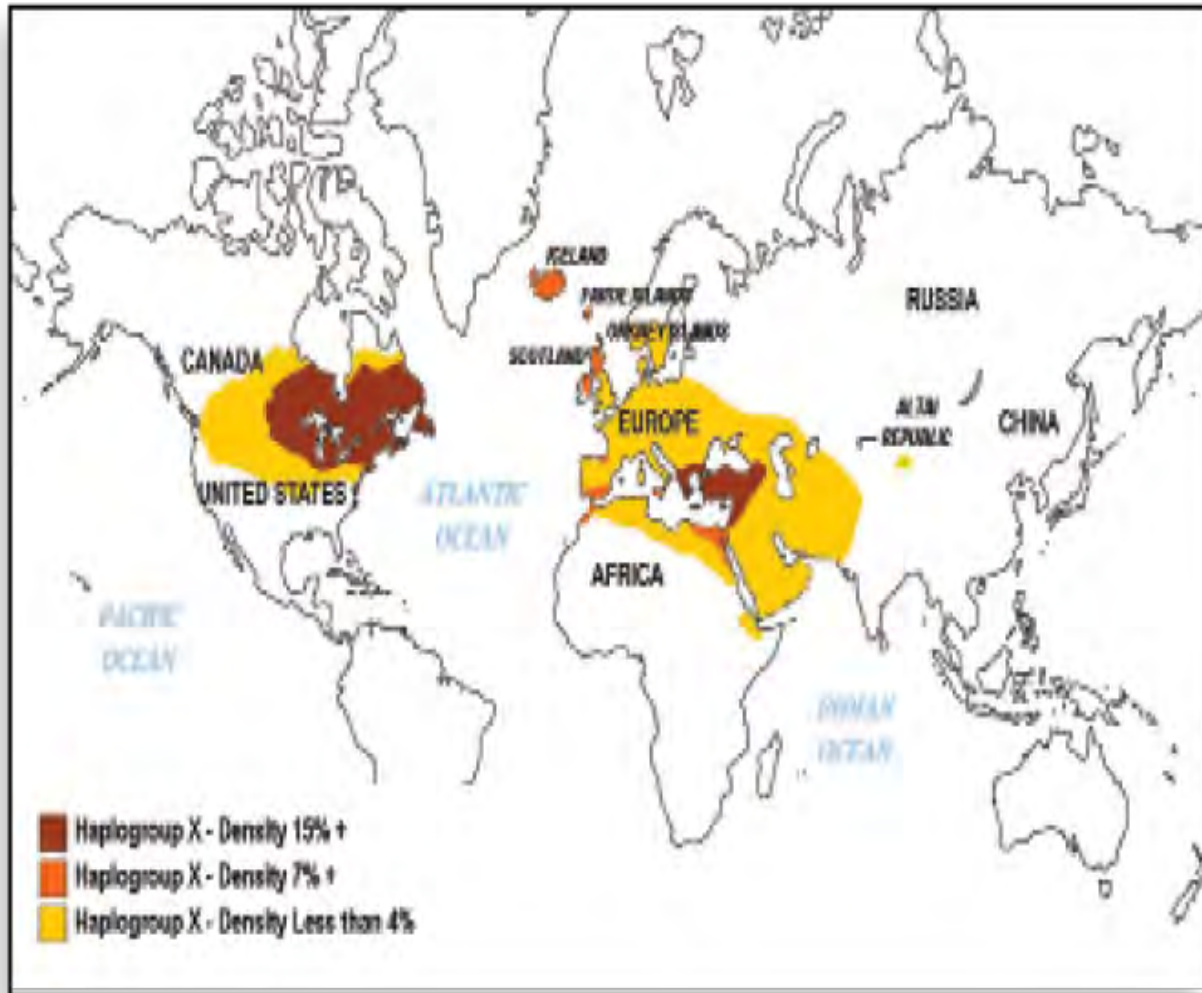 ICELAND
FAROE ISLANDS
ORKNEY ISLANDS
RUSSIA
CANADA
SCOTLAND
EUROPE
ALTAI
REPUBLIC
CHINA
UNITED STATES
ATLANTIC
OCEAN
AFRICA
PACIFIC
OCEAN
INDIAN
OCEAN
Haplogroup X - Density 15% +
Haplogroup X - Density 7% +
Haplogroup X - Density Less than 4%